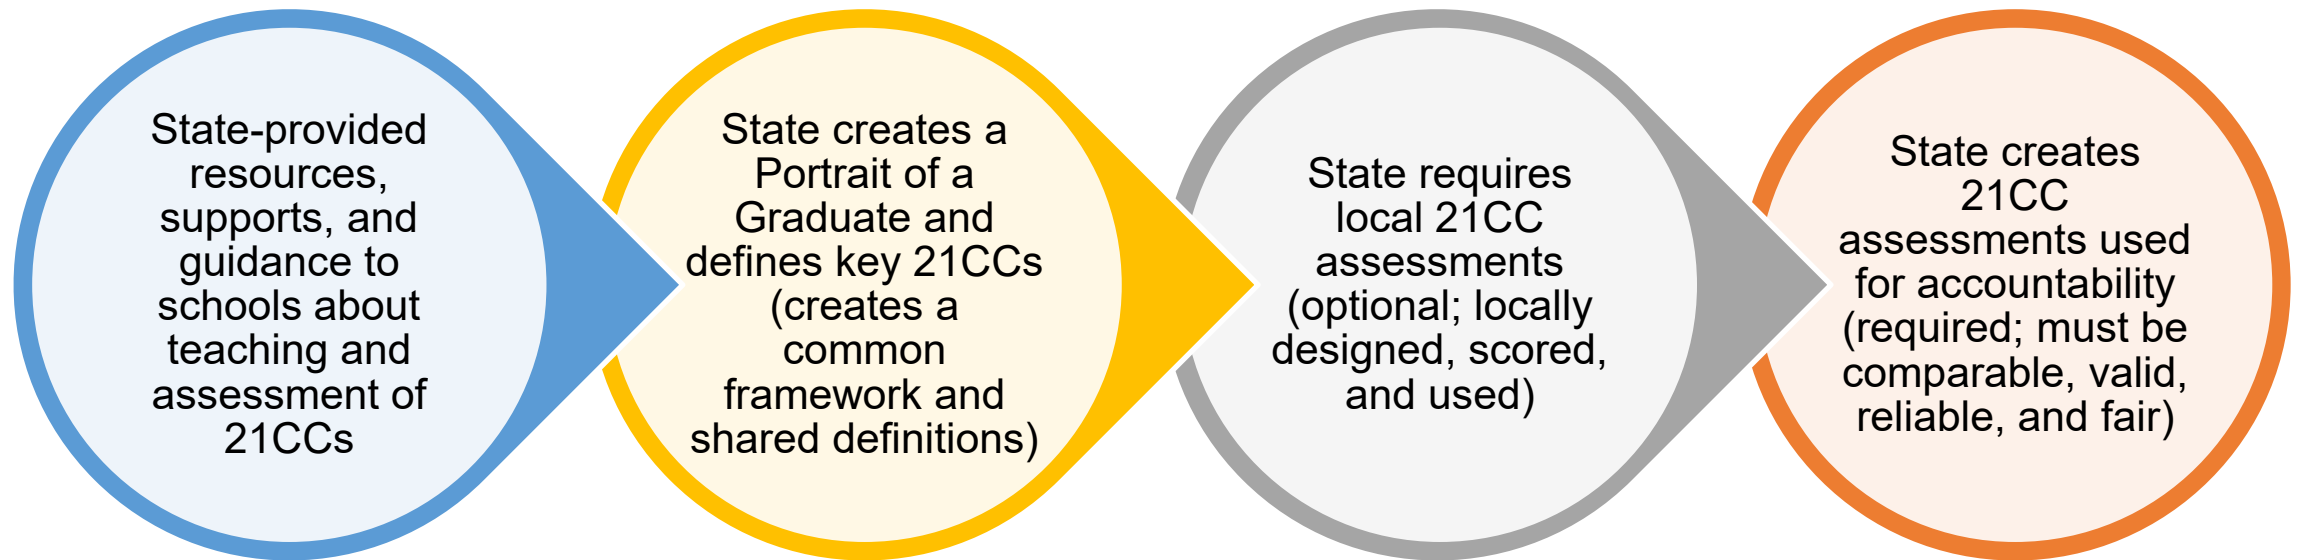 State-provided
resources,
supports, and
guidance to
schools about
teaching and
assessment of
21CCs
State creates a
Portrait of a
Graduate and
defines key 21CCs
(creates a
common
framework and
shared definitions)
State requires
local 21CC
assessments
(optional; locally
designed, scored,
and used)
State creates
21CC
assessments used
for accountability
(required; must be
comparable, valid,
reliable, and fair)